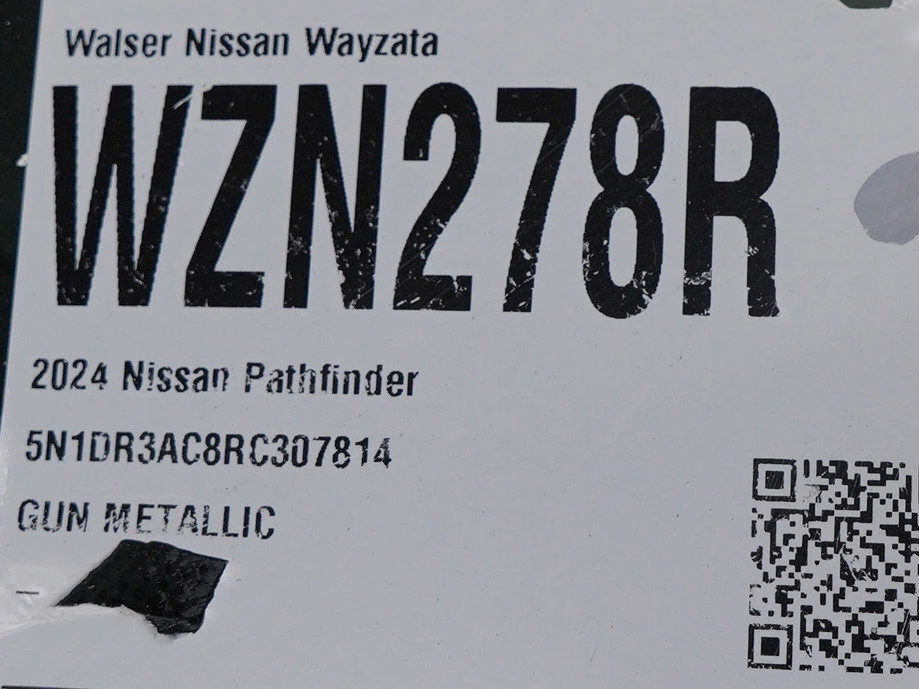 Walser Nissan Wayzata
WZN278R
2024 Nissan Pathfinder
5N1DR3AC8RC307814
GUN METALLIC